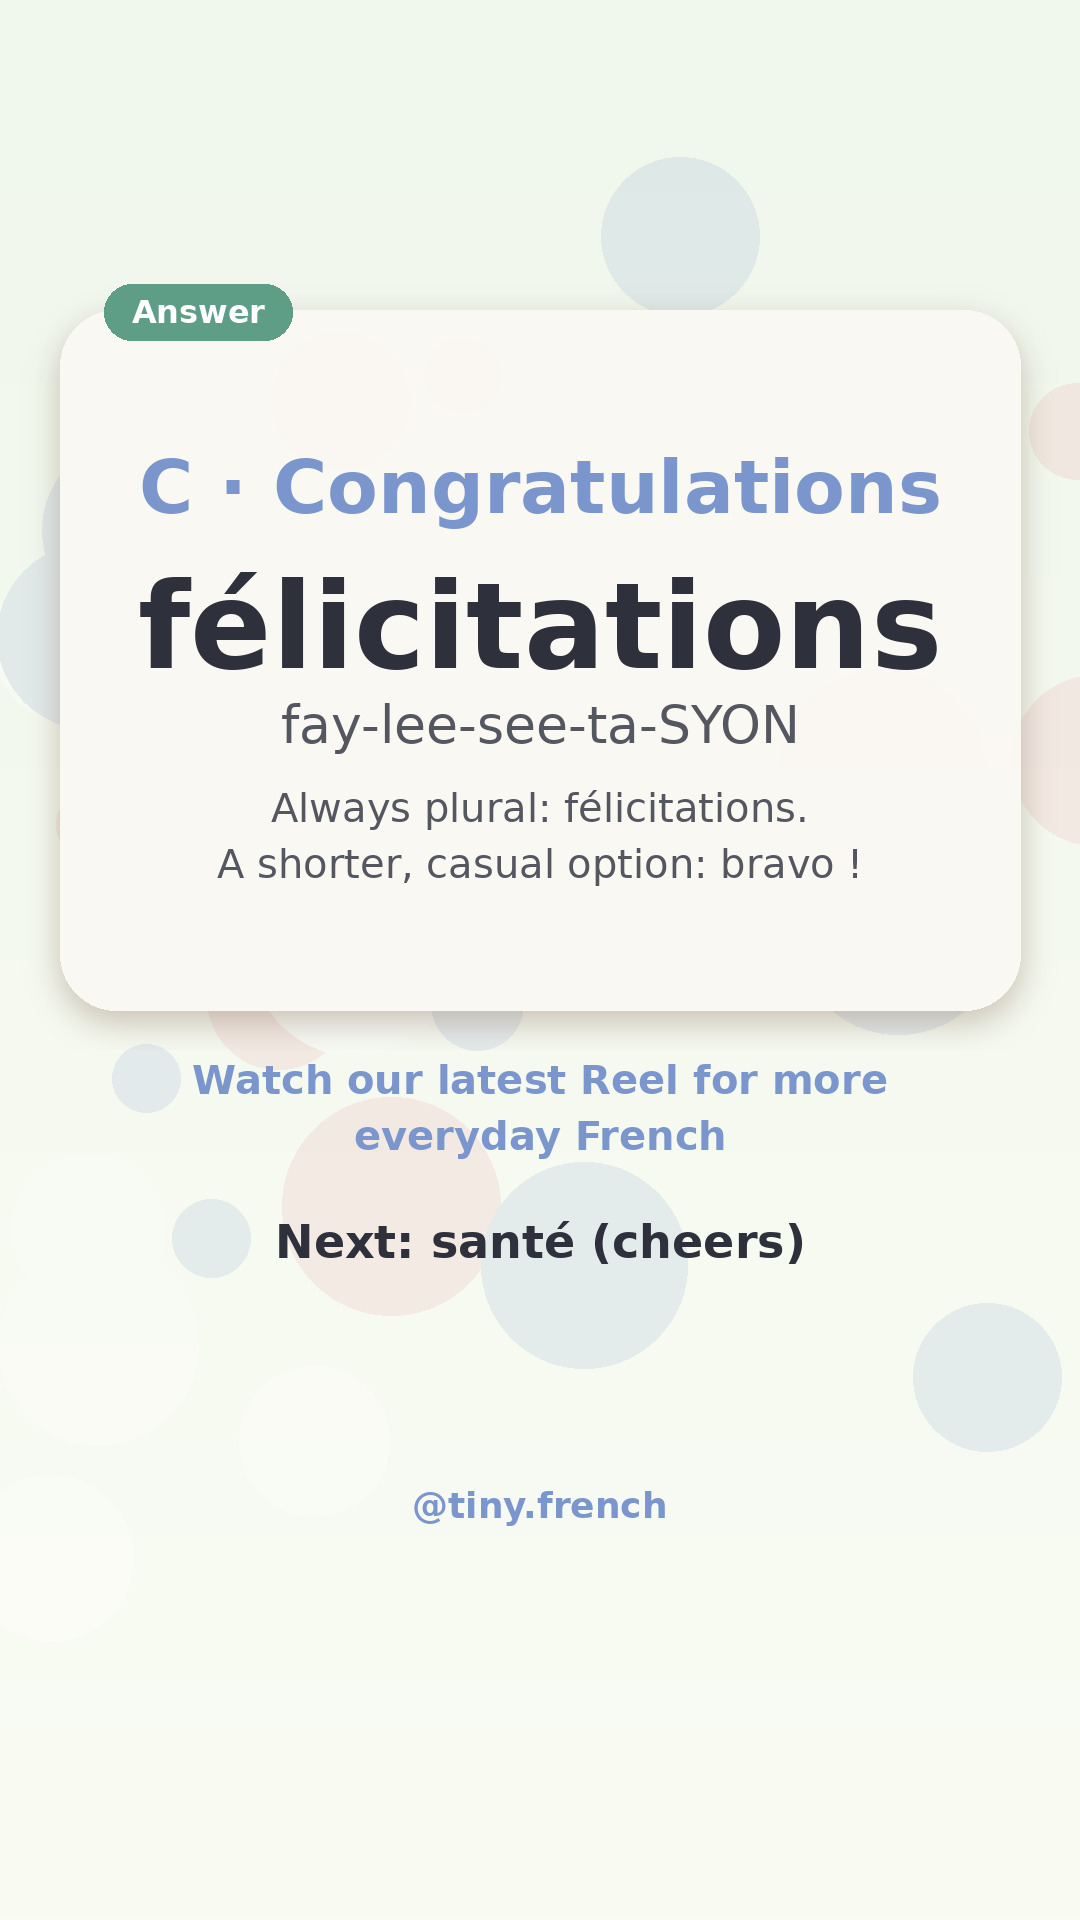 Answer
C · Congratulations
félicitations
fay-lee-see-ta-SYON
Always plural: félicitations.
A shorter, casual option: bravo !
Watch our latest Reel for more
everyday French
Next: santé (cheers)
@tiny.french